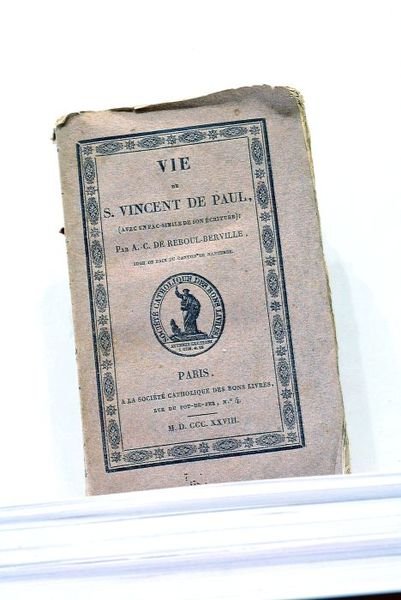 VIE
DE
S. VINCENT DE PAUL,
(AVEC UN FAC-SIMILE DE SON ÉCRITURE);
PAR A. C. DE REBOUL-BERVILLE,
JUGE DE PAIX DU CANTON DE NANTERRE.
SOCIÉTÉ CATHOLIQUE DES BONS LIVRES
PARIS.
A LA SOCIÉTÉ CATHOLIQUE DES BONS LIVRES,
RUE DU POT-DE-FER, N.° 4.
M. D. CCC. XXVIII.